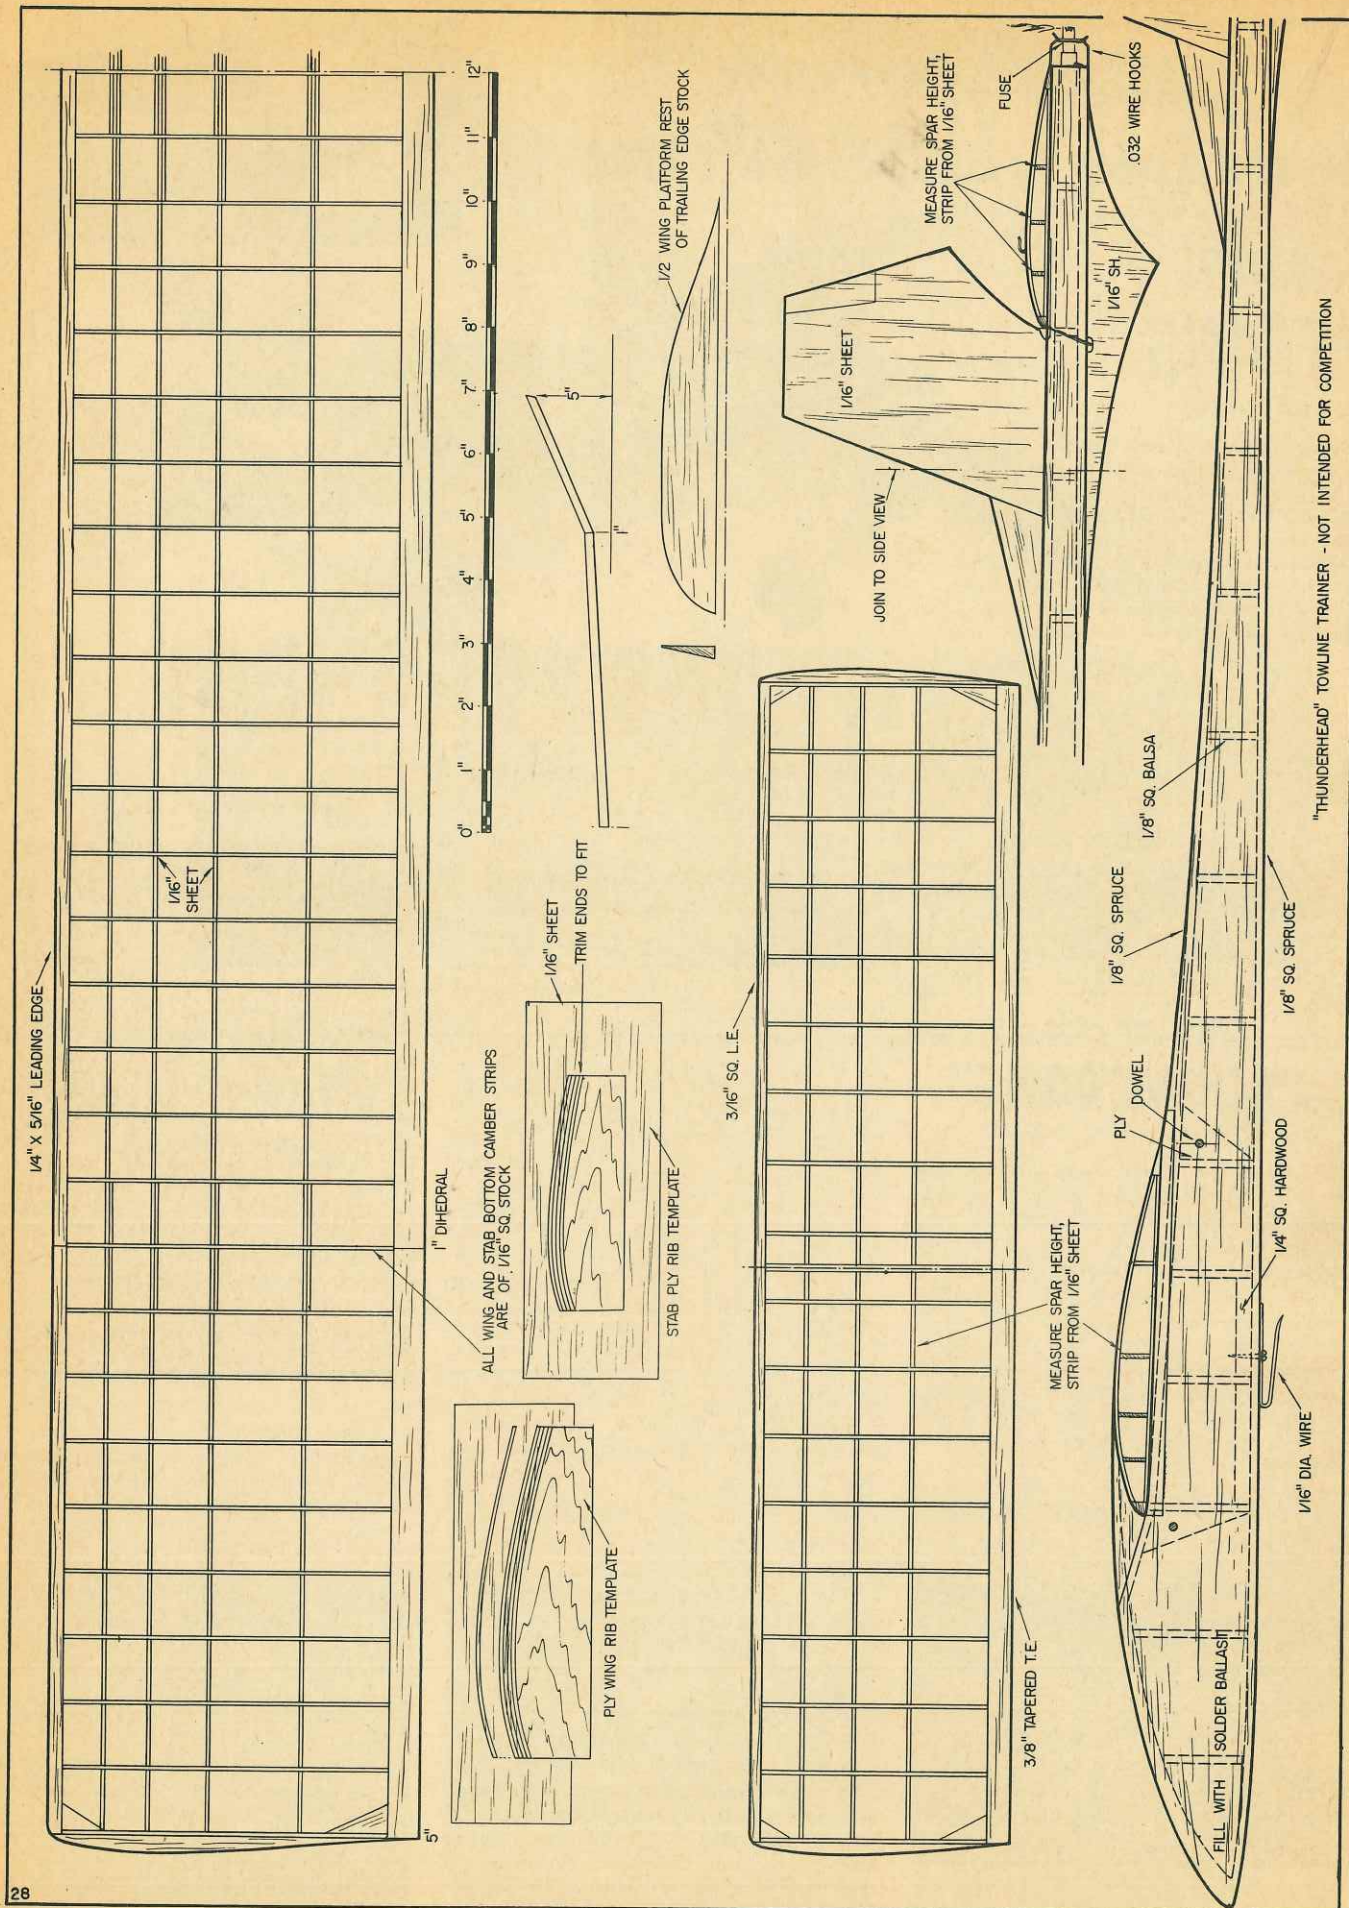 28
1/4" X 5/16" LEADING EDGE
1/16"
SHEET
1" DIHEDRAL
5"
ALL WING AND STAB BOTTOM CAMBER STRIPS
ARE OF 1/16" SQ. STOCK
0"
1"
2"
3"
4"
5"
6"
7"
8"
9"
10"
11"
12"
5"
1"
1/2 WING PLATFORM REST
OF TRAILING EDGE STOCK
1/16" SHEET
TRIM ENDS TO FIT
STAB PLY RIB TEMPLATE
PLY WING RIB TEMPLATE
3/16" SQ. L.E.
3/8" TAPERED T.E.
MEASURE SPAR HEIGHT,
STRIP FROM 1/16" SHEET
JOIN TO SIDE VIEW
1/16" SHEET
MEASURE SPAR HEIGHT,
STRIP FROM 1/16" SHEET
FUSE
.032 WIRE HOOKS
1/16" SH.
1/8" SQ. BALSA
1/8" SQ. SPRUCE
1/8" SQ. SPRUCE
PLY
DOWEL
1/4" SQ. HARDWOOD
1/16" DIA. WIRE
FILL WITH SOLDER BALLAST
"THUNDERHEAD" TOWLINE TRAINER - NOT INTENDED FOR COMPETITION